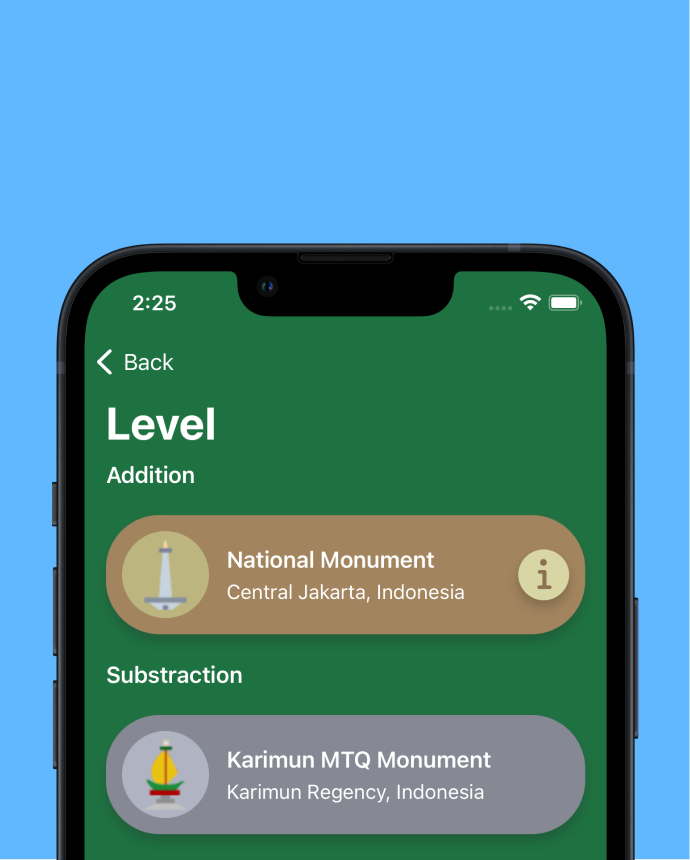 2:25
Back
Level
Addition
National Monument
Central Jakarta, Indonesia
i
Substraction
Karimun MTQ Monument
Karimun Regency, Indonesia